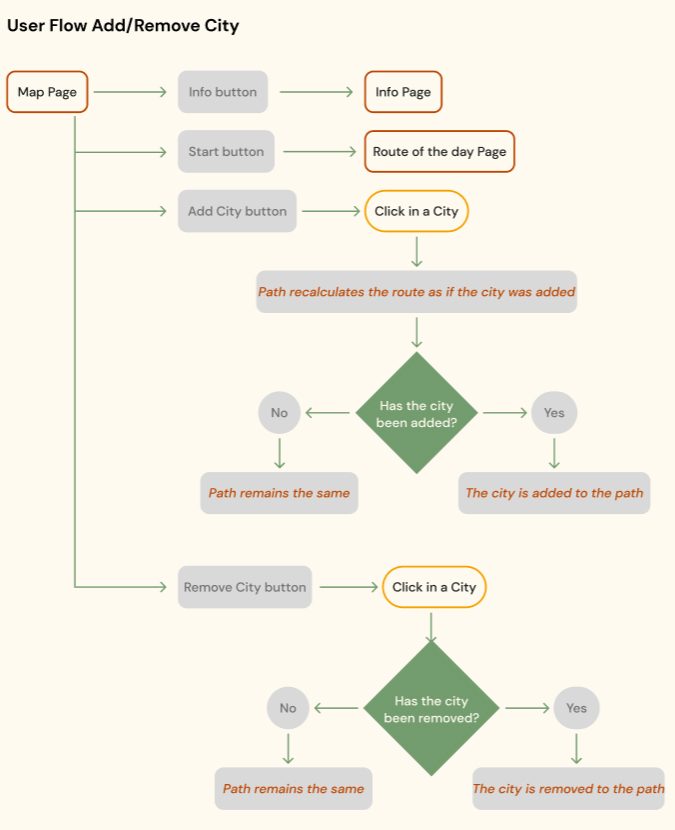 User Flow Add/Remove City
Map Page
Info button
Info Page
Start button
Route of the day Page
Add City button
Click in a City
Path recalculates the route as if the city was added
Has the city
been added?
No
Yes
Path remains the same
The city is added to the path
Remove City button
Click in a City
Has the city
been removed?
No
Yes
Path remains the same
The city is removed to the path